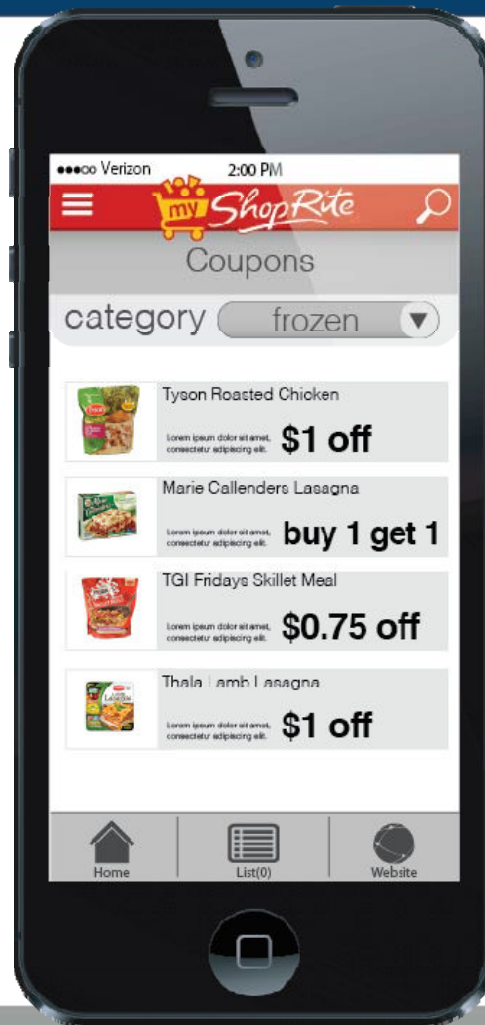 Verizon 2:00 PM
my ShopRite
Coupons
category frozen
Tyson Roasted Chicken
Lorem ipsum dolor sit amet,
consectetur adipiscing elit.
$1 off
Marie Callenders Lasagna
Lorem ipsum dolor sit amet,
consectetur adipiscing elit.
buy 1 get 1
TGI Fridays Skillet Meal
Lorem ipsum dolor sit amet,
consectetur adipiscing elit.
$0.75 off
Thala Lamb Lasagna
Lorem ipsum dolor sit amet,
consectetur adipiscing elit.
$1 off
Home List(0) Website